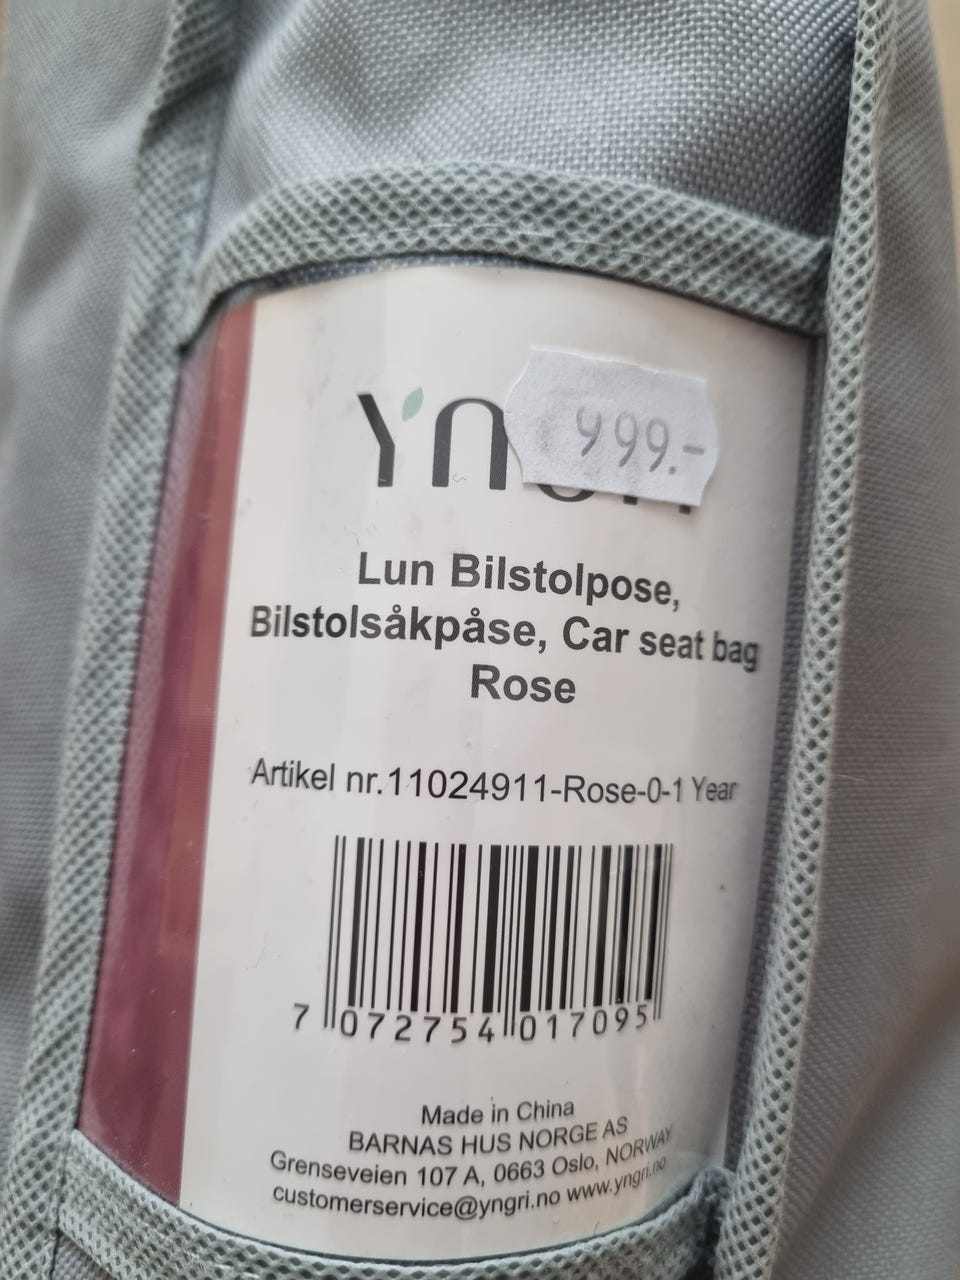 999.-
Lun Bilstolpose,
Bilstolsåkpåse, Car seat bag
Rose
Artikel nr.11024911-Rose-0-1 Year
7 072754 017095
Made in China
BARNAS HUS NORGE AS
Grenseveien 107 A, 0663 Oslo, NORWAY
customerservice@yngri.no www.yngri.no